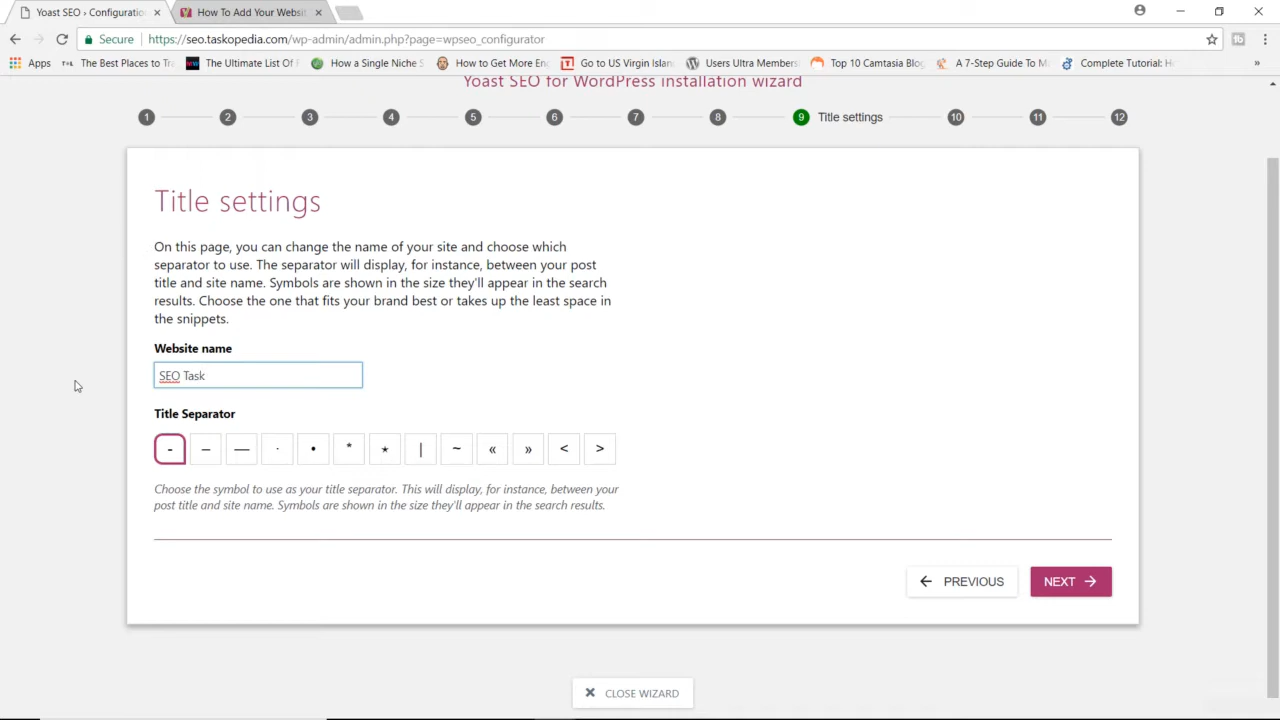 Yoast SEO › Configuratio
How To Add Your Websit
Secure
https://seo.taskopedia.com/wp-admin/admin.php?page=wpseo_configurator
Apps
The Best Places to Tra
The Ultimate List Of
How a Single Niche S
How to Get More En
Go to US Virgin Islan
Users Ultra Members
Top 10 Camtasia Blog
A 7-Step Guide To M
Complete Tutorial: H
»
Yoast SEO for WordPress installation wizard
1 2 3 4 5 6 7 8 9 Title settings 10 11 12
Title settings
On this page, you can change the name of your site and choose which
separator to use. The separator will display, for instance, between your post
title and site name. Symbols are shown in the size they'll appear in the search
results. Choose the one that fits your brand best or takes up the least space in
the snippets.
Website name
SEO Task
Title Separator
- – — · • * ⋆ | ~ « » < >
Choose the symbol to use as your title separator. This will display, for instance, between your
post title and site name. Symbols are shown in the size they'll appear in the search results.
PREVIOUS
NEXT
CLOSE WIZARD